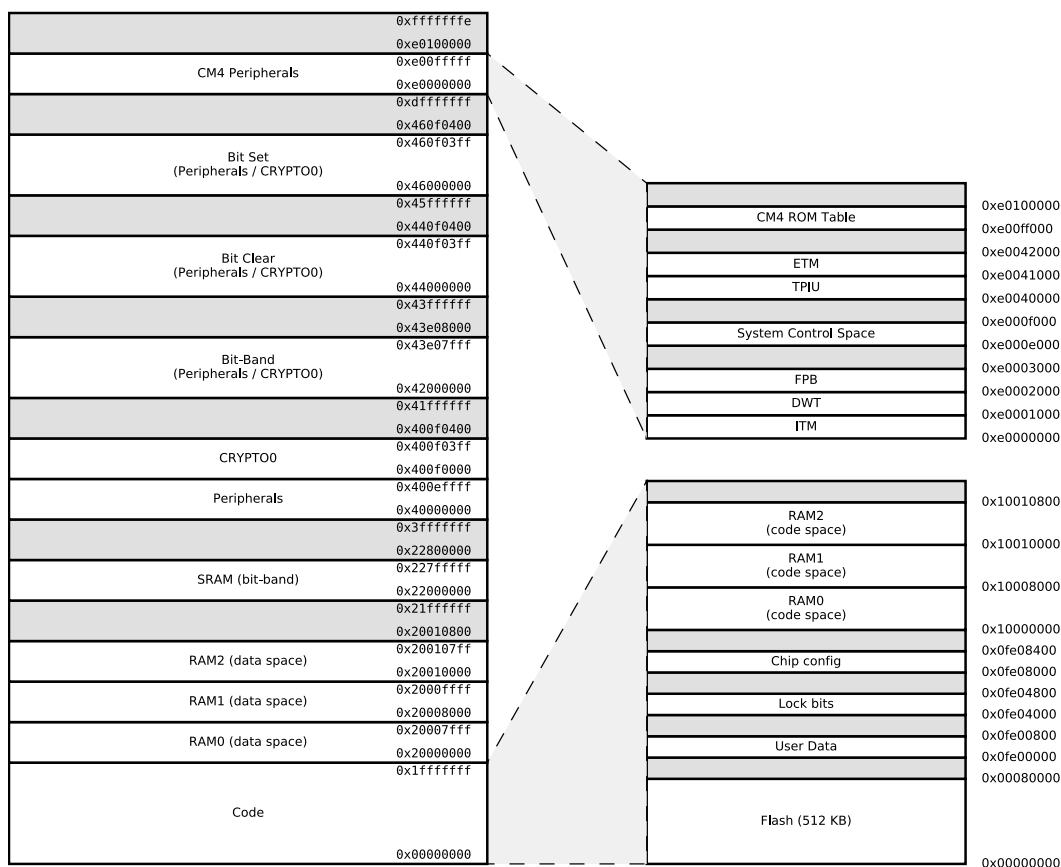 0xfffffffe
0xe0100000
0xe00fffff
CM4 Peripherals
0xe0000000
0xdfffffff
0x460f0400
0x460f03ff
Bit Set
(Peripherals / CRYPTO0)
0x46000000
0x45ffffff
0x440f0400
0x440f03ff
Bit Clear
(Peripherals / CRYPTO0)
0x44000000
0x43ffffff
0x43e08000
0x43e07fff
Bit-Band
(Peripherals / CRYPTO0)
0x42000000
0x41ffffff
0x400f0400
0x400f03ff
CRYPTO0
0x400f0000
0x400effff
Peripherals
0x40000000
0x3fffffff
0x22800000
0x227fffff
SRAM (bit-band)
0x22000000
0x21ffffff
0x20010800
0x200107ff
RAM2 (data space)
0x20010000
0x2000ffff
RAM1 (data space)
0x20008000
0x20007fff
RAM0 (data space)
0x20000000
0x1fffffff
Code
0x00000000
0xe0100000
CM4 ROM Table
0xe00ff000
0xe0042000
ETM
0xe0041000
TPIU
0xe0040000
0xe000f000
System Control Space
0xe000e000
0xe0003000
FPB
0xe0002000
DWT
0xe0001000
ITM
0xe0000000
0x10010800
RAM2
(code space)
0x10010000
RAM1
(code space)
0x10008000
RAM0
(code space)
0x10000000
0x0fe08400
Chip config
0x0fe08000
0x0fe04800
Lock bits
0x0fe04000
0x0fe00800
User Data
0x0fe00000
0x00080000
Flash (512 KB)
0x00000000